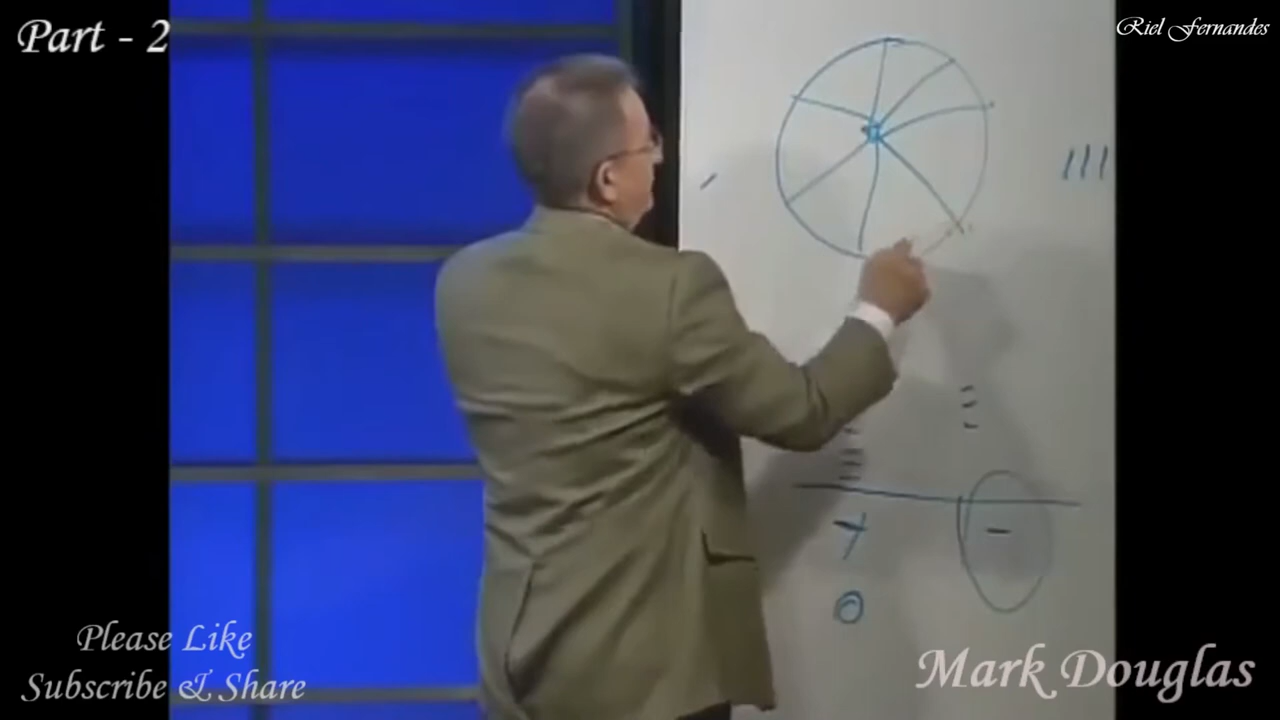 Part - 2
Riel Fernandes
Please Like
Subscribe & Share
Mark Douglas